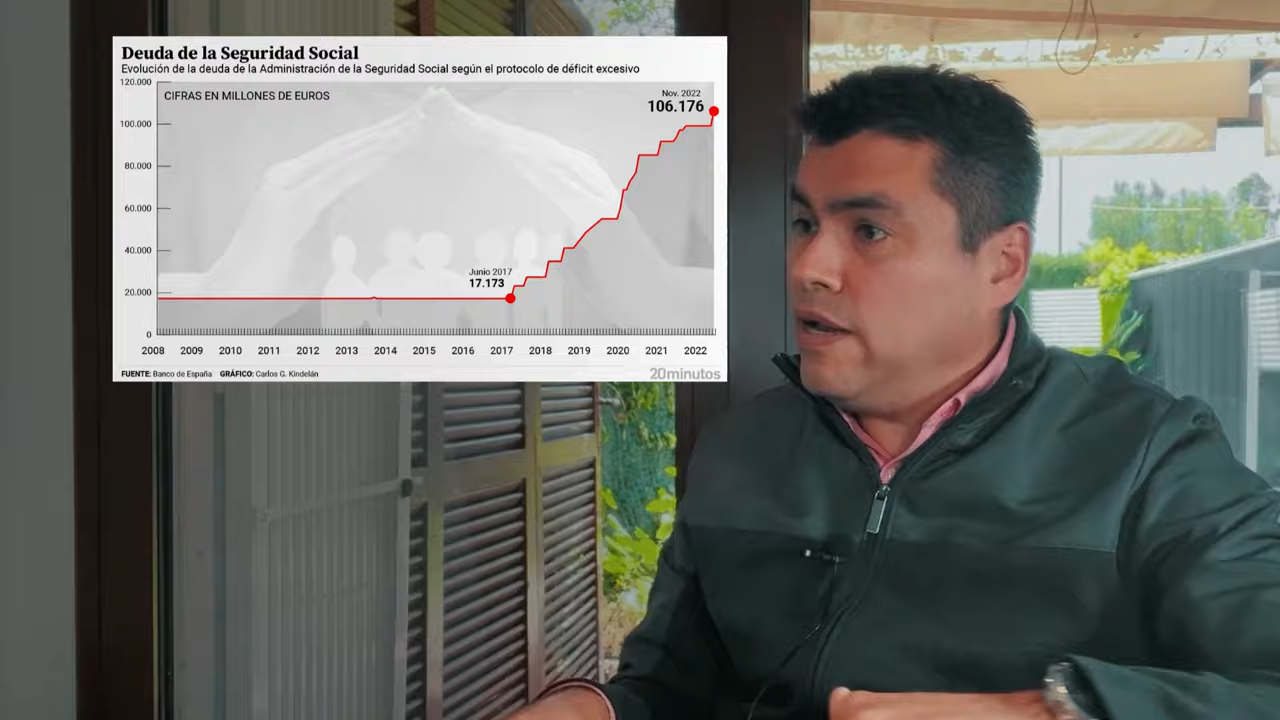 Deuda de la Seguridad Social
Evolución de la deuda de la Administración de la Seguridad Social según el protocolo de déficit excesivo
120.000
CIFRAS EN MILLONES DE EUROS
Nov. 2022
106.176
100.000
80.000
60.000
40.000
Junio 2017
17.173
20.000
0
2008 2009 2010 2011 2012 2013 2014 2015 2016 2017 2018 2019 2020 2021 2022
FUENTE: Banco de España GRÁFICO: Carlos G. Kindelán
20minutos